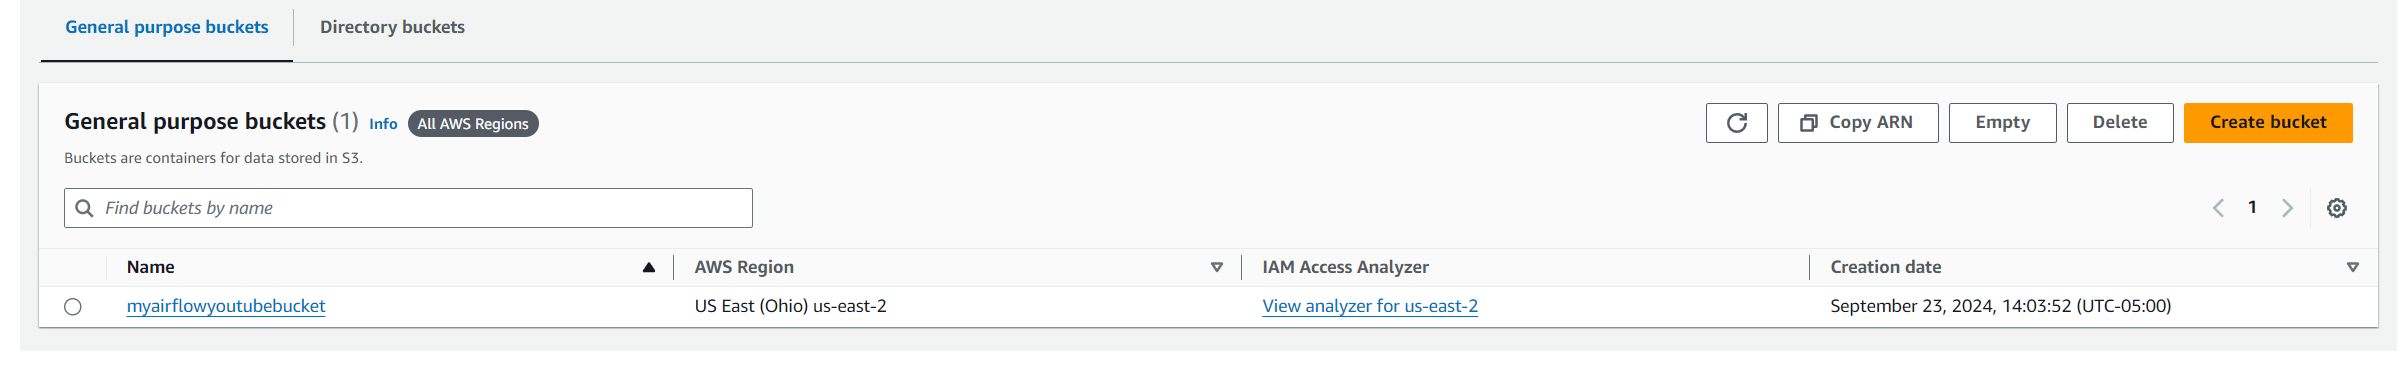 General purpose buckets Directory buckets
General purpose buckets (1) Info All AWS Regions Copy ARN Empty Delete Create bucket
Buckets are containers for data stored in S3.
Find buckets by name 1
Name AWS Region IAM Access Analyzer Creation date
myairflowyoutubebucket US East (Ohio) us-east-2 View analyzer for us-east-2 September 23, 2024, 14:03:52 (UTC-05:00)